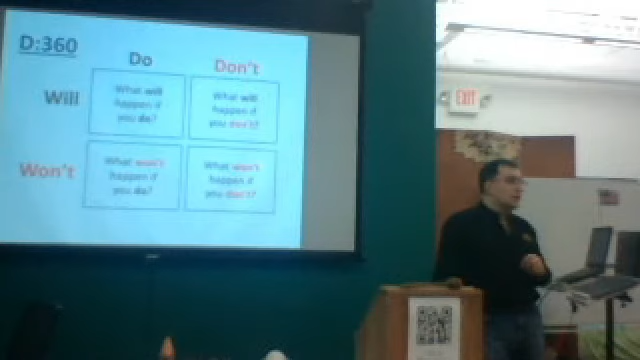 D:360
Do
Don't
Will
What will
happen if
you do?
What will
happen if
you don't?
Won't
What won't
happen if
you do?
What won't
happen if
you don't?
EXIT